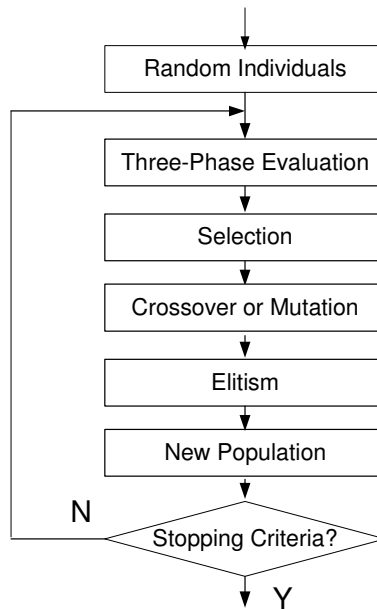 Random Individuals
Three-Phase Evaluation
Selection
Crossover or Mutation
Elitism
New Population
N
Stopping Criteria?
Y